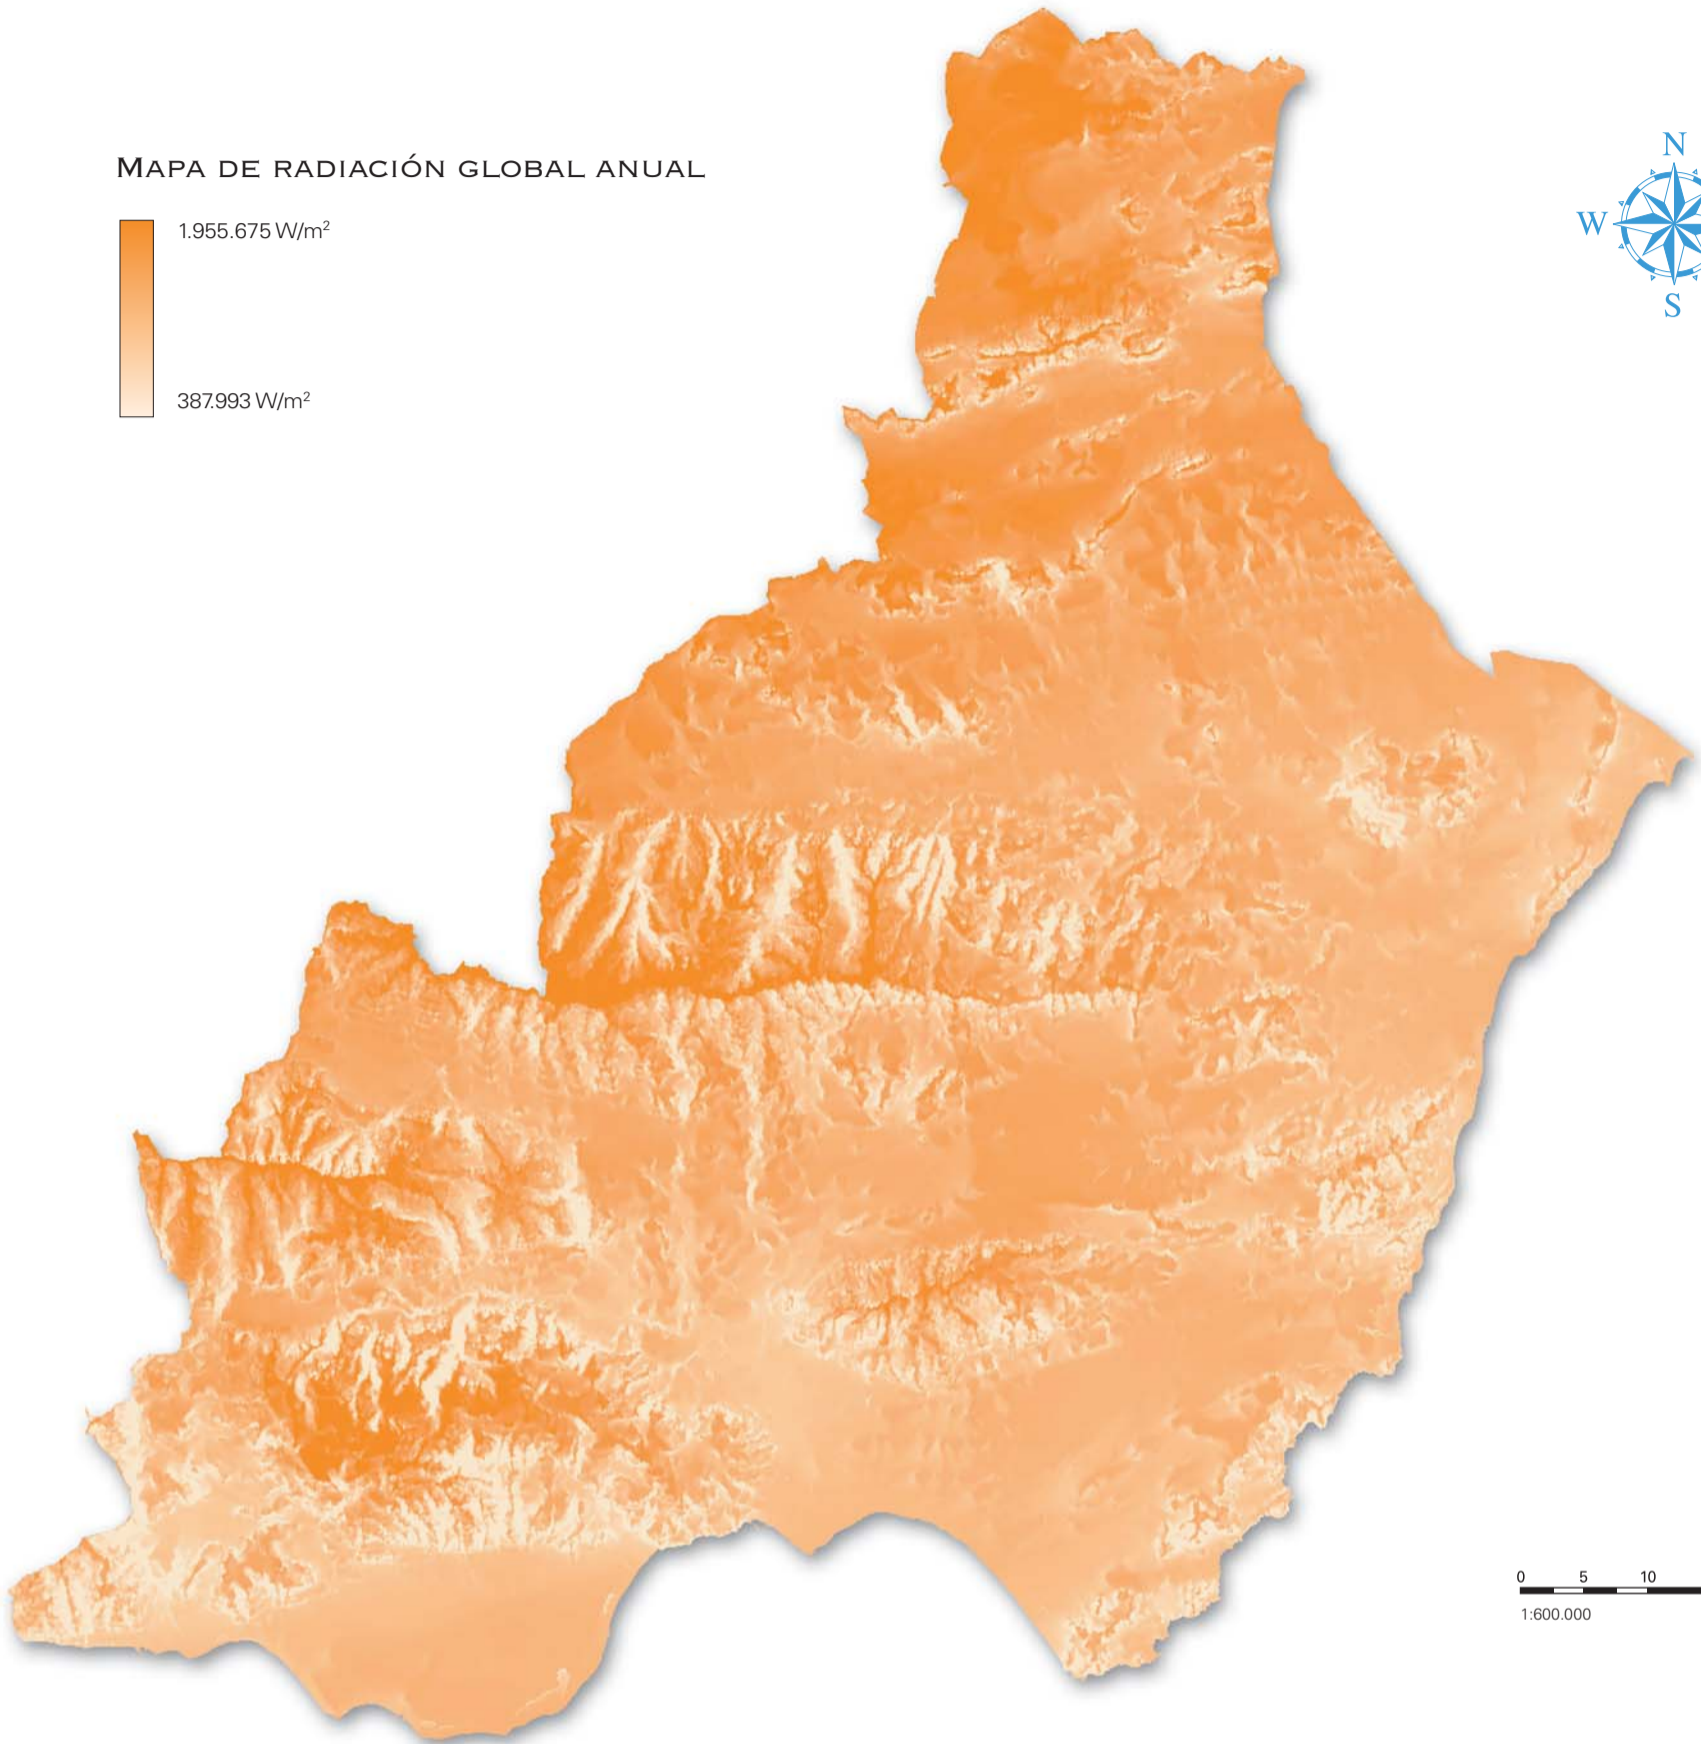 MAPA DE RADIACIÓN GLOBAL ANUAL
1.955.675 W/m²
387.993 W/m²
N
W
S
0 5 10
1:600.000